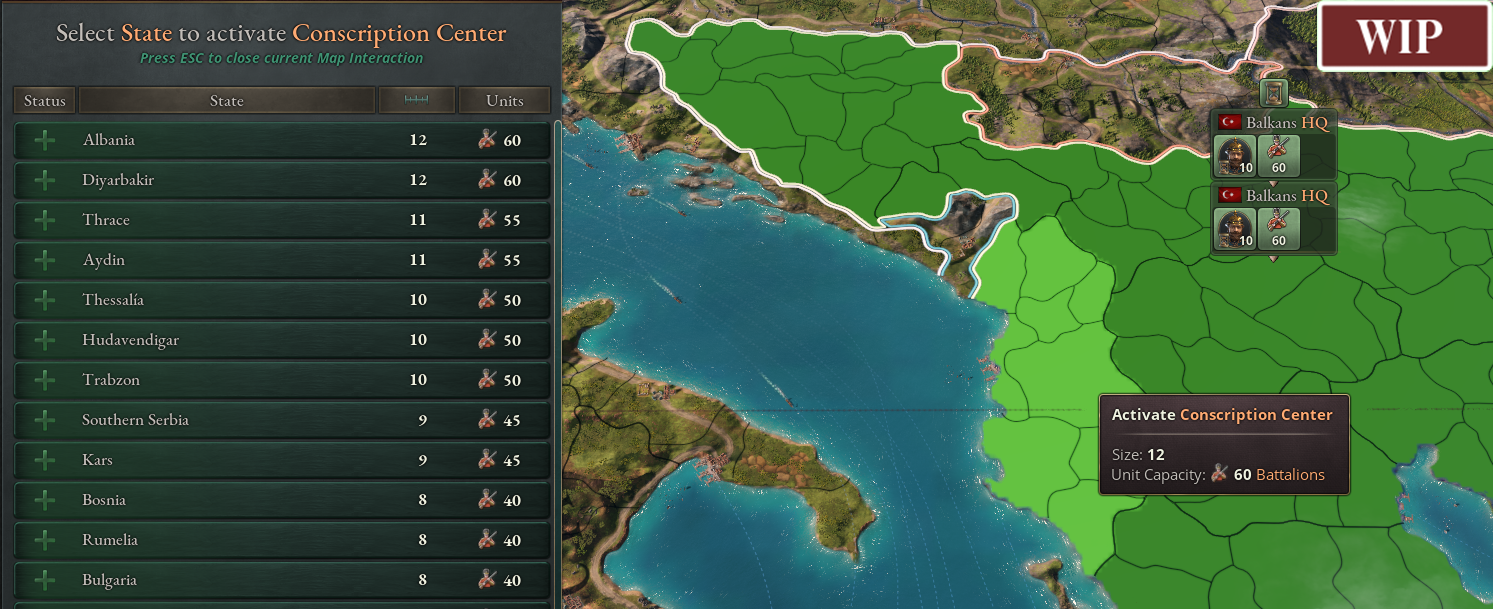 Select State to activate Conscription Center
Press ESC to close current Map Interaction
Status State Units
Albania 12 60
Diyarbakir 12 60
Thrace 11 55
Aydin 11 55
Thessalía 10 50
Hudavendigar 10 50
Trabzon 10 50
Southern Serbia 9 45
Kars 9 45
Bosnia 8 40
Rumelia 8 40
Bulgaria 8 40
WIP
Balkans HQ
10 60
Balkans HQ
10 60
Activate Conscription Center
Size: 12
Unit Capacity: 60 Battalions